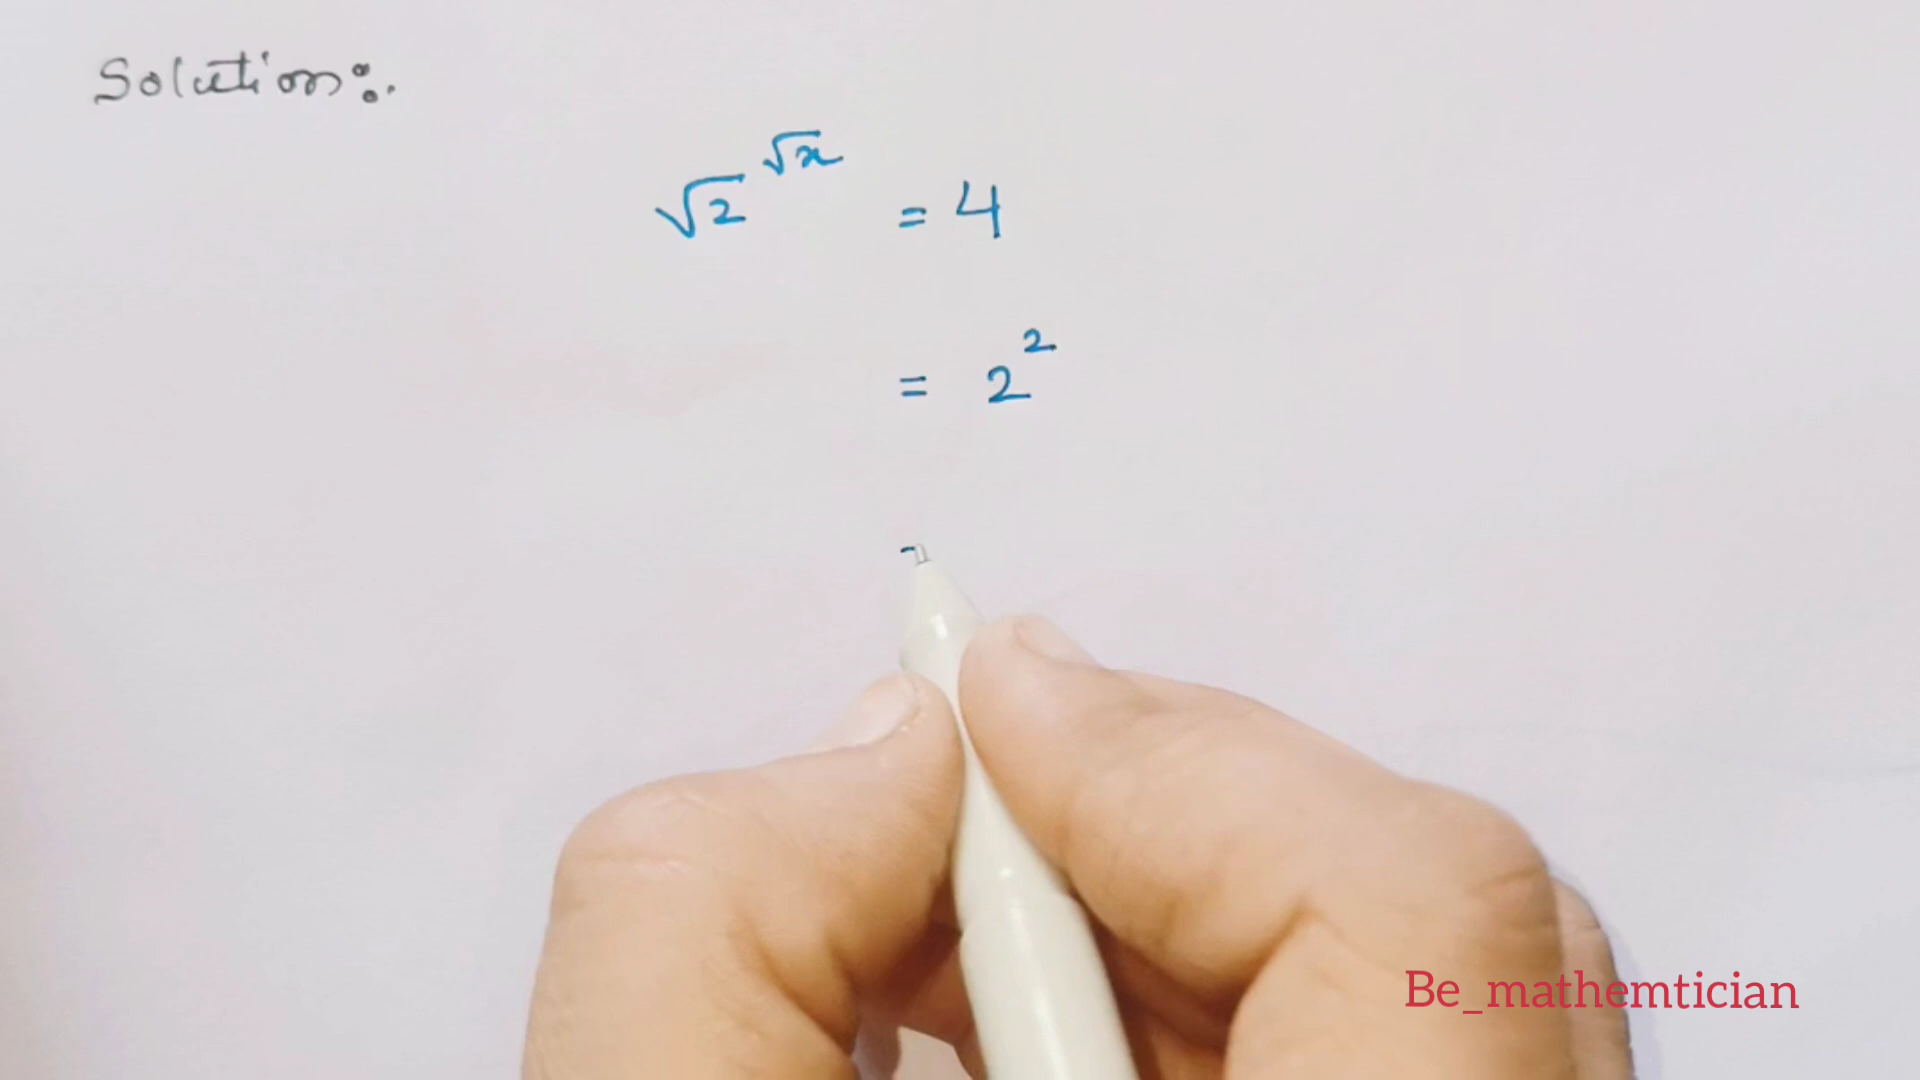 Solution:.
√2^√x = 4
= 2^2
Be_mathemtician